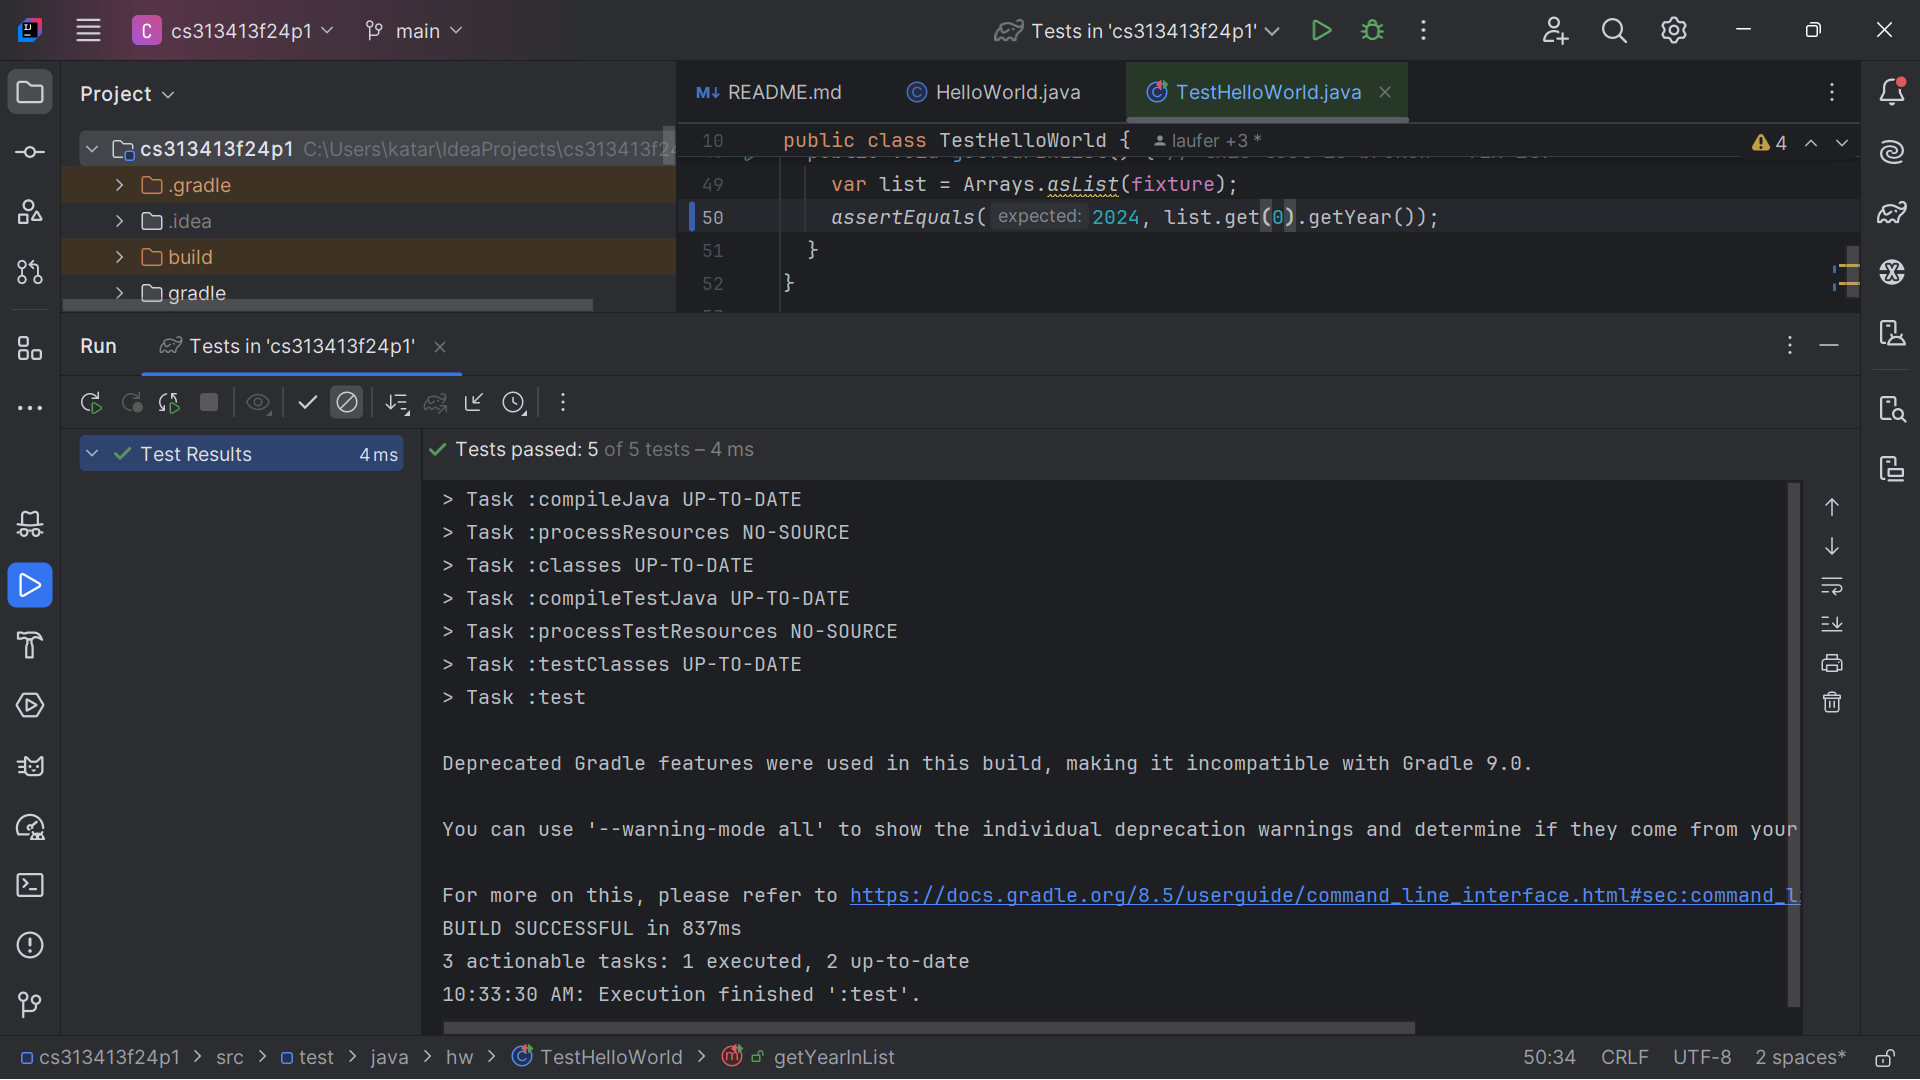 C cs313413f24p1 main Tests in 'cs313413f24p1'
Project
M↓ README.md HelloWorld.java TestHelloWorld.java
cs313413f24p1 C:\Users\katar\IdeaProjects\cs313413f24
.gradle
.idea
build
gradle
10 public class TestHelloWorld { laufer +3 *
4
49 var list = Arrays.asList(fixture);
50 assertEquals( expected: 2024, list.get(0).getYear());
51 }
52 }
Run Tests in 'cs313413f24p1'
Test Results 4 ms
Tests passed: 5 of 5 tests – 4 ms
> Task :compileJava UP-TO-DATE
> Task :processResources NO-SOURCE
> Task :classes UP-TO-DATE
> Task :compileTestJava UP-TO-DATE
> Task :processTestResources NO-SOURCE
> Task :testClasses UP-TO-DATE
> Task :test
Deprecated Gradle features were used in this build, making it incompatible with Gradle 9.0.
You can use '--warning-mode all' to show the individual deprecation warnings and determine if they come from your
For more on this, please refer to https://docs.gradle.org/8.5/userguide/command_line_interface.html#sec:command_l
BUILD SUCCESSFUL in 837ms
3 actionable tasks: 1 executed, 2 up-to-date
10:33:30 AM: Execution finished ':test'.
cs313413f24p1 > src > test > java > hw > TestHelloWorld > getYearInList 50:34 CRLF UTF-8 2 spaces*